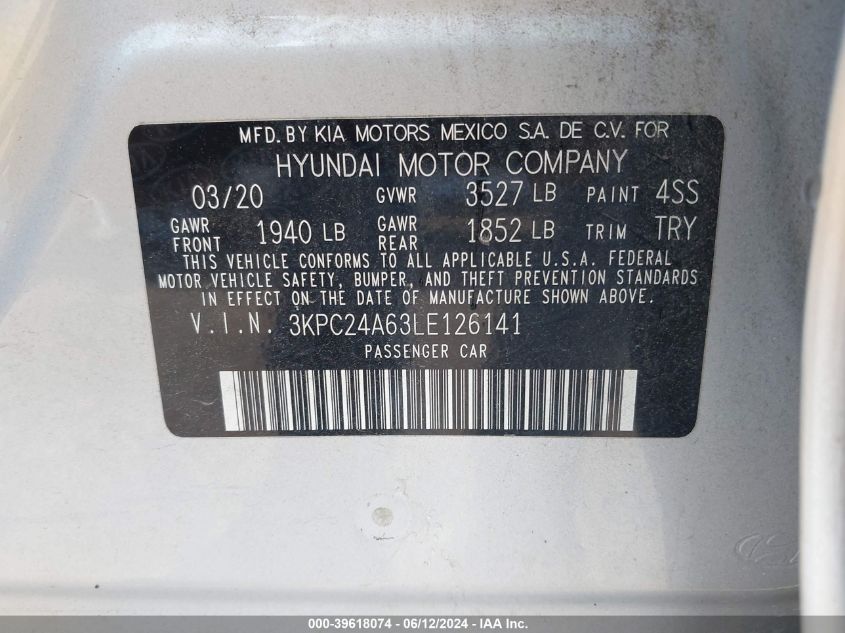 MFD. BY KIA MOTORS MEXICO S.A. DE C.V. FOR
HYUNDAI MOTOR COMPANY
03/20 GVWR 3527 LB PAINT 4SS
GAWR FRONT 1940 LB GAWR REAR 1852 LB TRIM TRY
THIS VEHICLE CONFORMS TO ALL APPLICABLE U.S.A. FEDERAL
MOTOR VEHICLE SAFETY, BUMPER, AND THEFT PREVENTION STANDARDS
IN EFFECT ON THE DATE OF MANUFACTURE SHOWN ABOVE.
V.I.N. 3KPC24A63LE126141
PASSENGER CAR
000-39618074 - 06/12/2024 - IAA Inc.